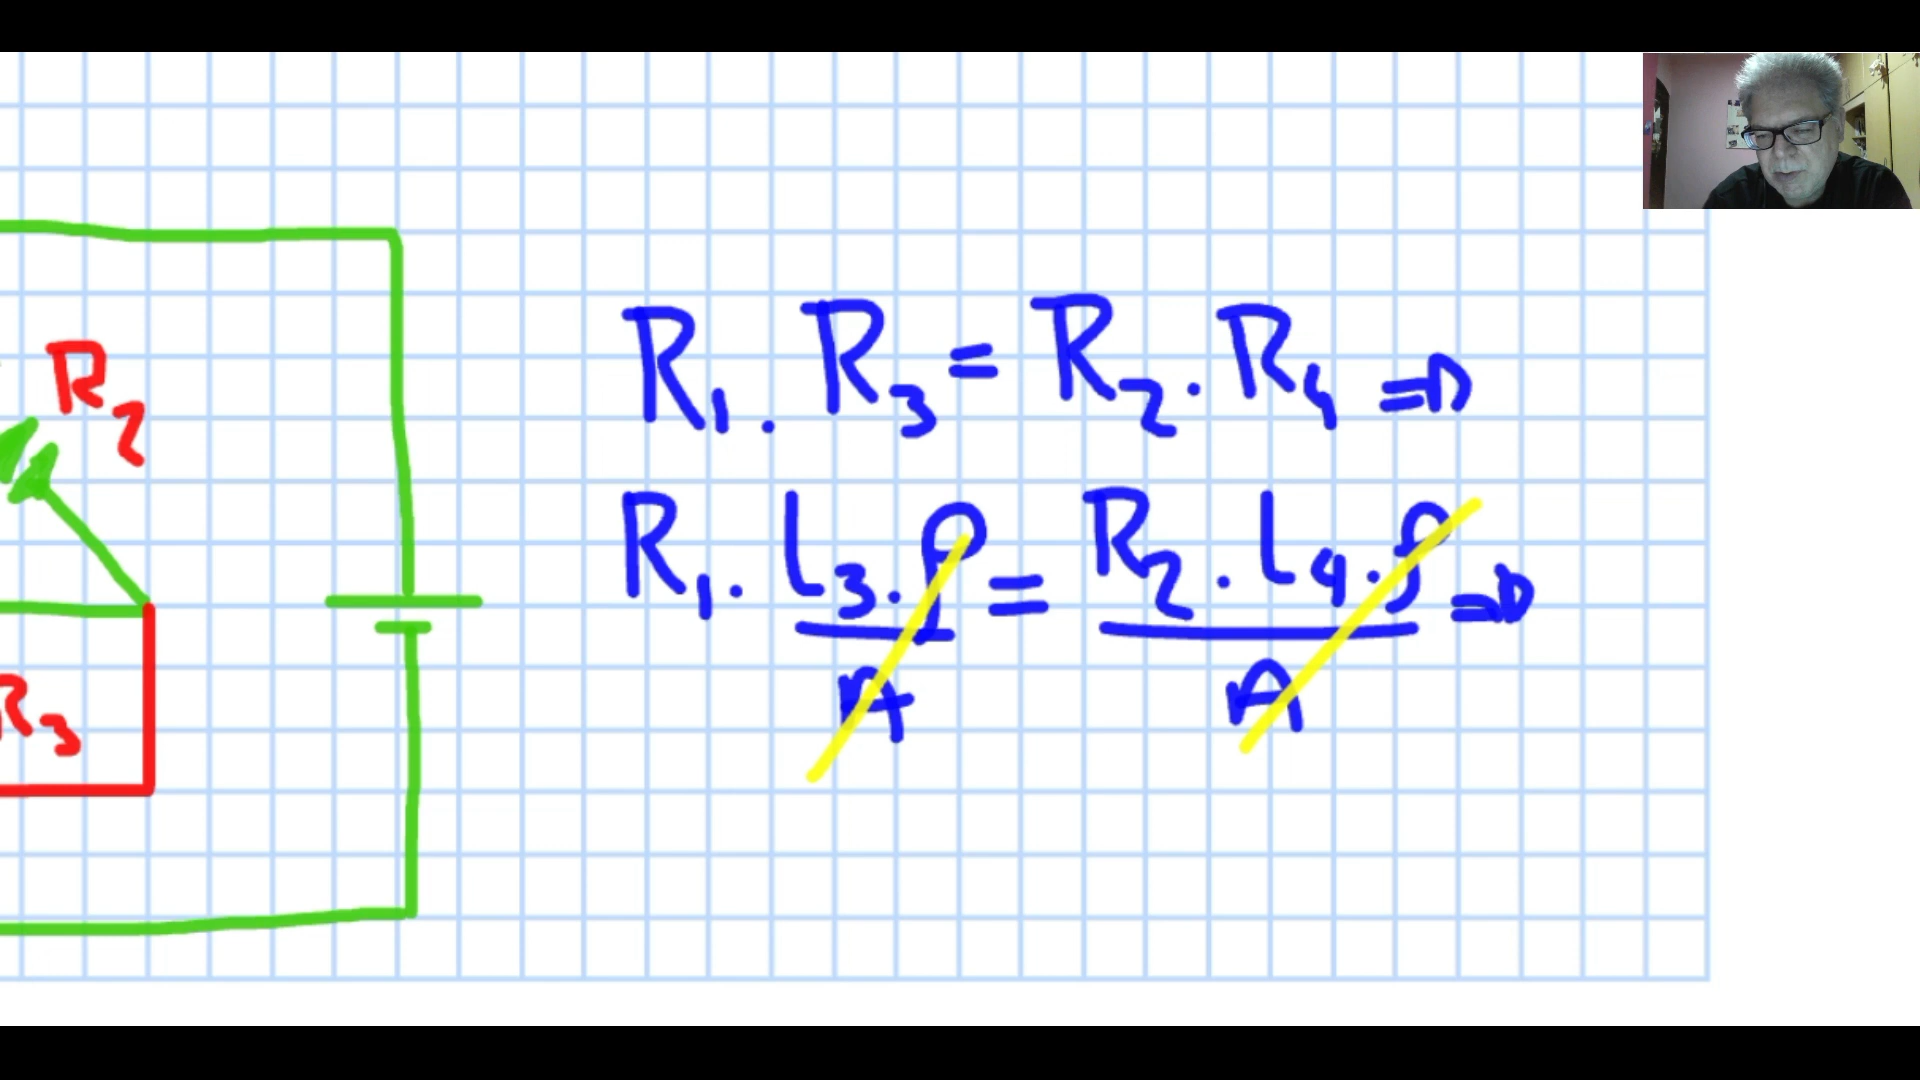 R₂
R₃
R₁ . R₃ = R₂ . R₄ ⇒
R₁ . l₃ . ρ / A = R₂ . l₄ . ρ / A ⇒